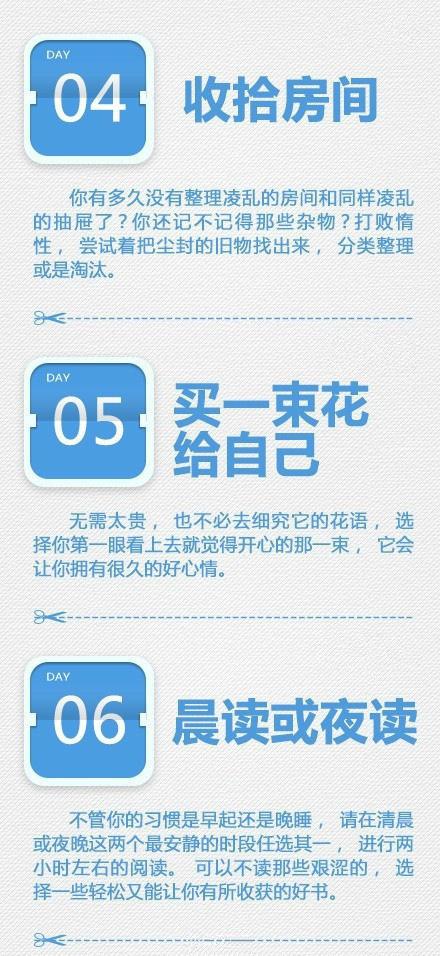 DAY
04
收拾房间
你有多久没有整理凌乱的房间和同样凌乱
的抽屉了？你还记不记得那些杂物？打败惰
性， 尝试着把尘封的旧物找出来， 分类整理
或是淘汰。
DAY
05
买一束花
给自己
无需太贵， 也不必去细究它的花语， 选
择你第一眼看上去就觉得开心的那一束， 它会
让你拥有很久的好心情。
DAY
06
晨读或夜读
不管你的习惯是早起还是晚睡， 请在清晨
或夜晚这两个最安静的时段任选其一， 进行两
小时左右的阅读。 可以不读那些艰涩的， 选
择一些轻松又能让你有所收获的好书。